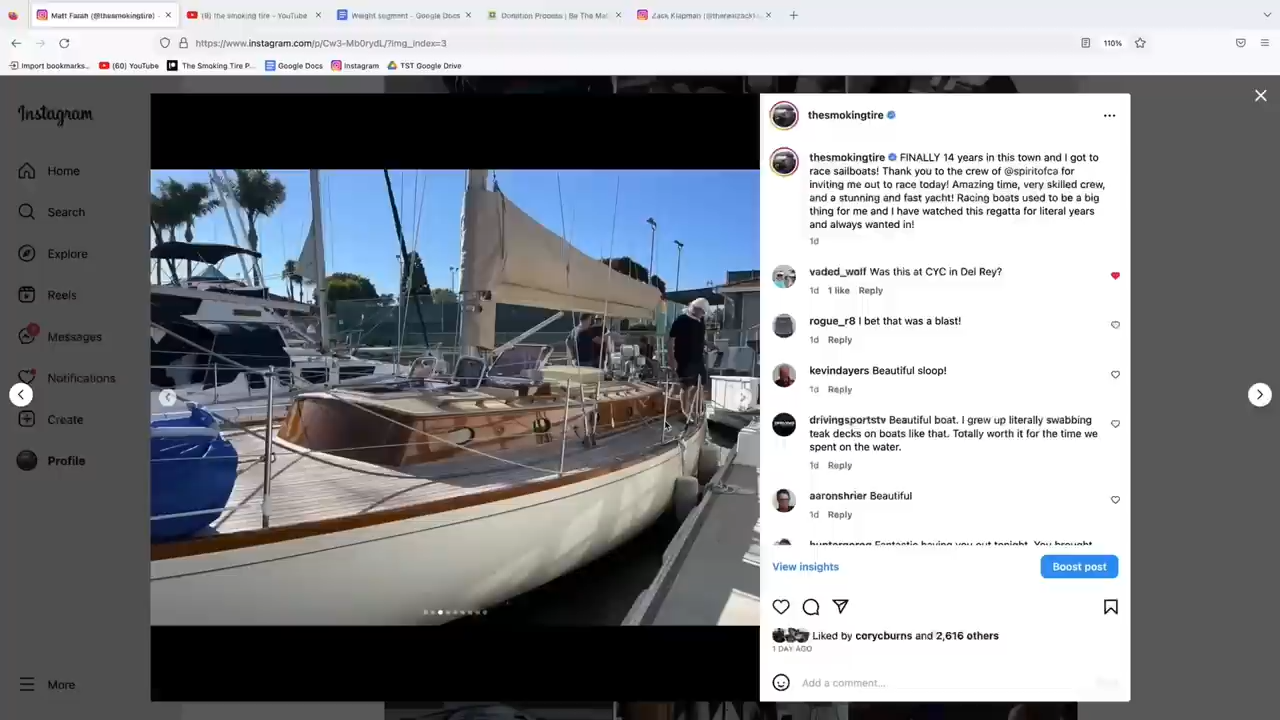 Matt Farah (@thesmokingtire) ·
(8) the smoking tire - YouTube
Weight segment - Google Docs
Donation Process | Be The Mat
Zack Klapman (@therealzack
https://www.instagram.com/p/Cw3-Mb0rydL/?img_index=3
110%
Import bookmarks...
(60) YouTube
The Smoking Tire P...
Google Docs
Instagram
TST Google Drive
Instagram
Home
Search
Explore
Reels
Messages
Notifications
Create
Profile
More
thesmokingtire
thesmokingtire FINALLY 14 years in this town and I got to
race sailboats! Thank you to the crew of @spiritofca for
inviting me out to race today! Amazing time, very skilled crew,
and a stunning and fast yacht! Racing boats used to be a big
thing for me and I have watched this regatta for literal years
and always wanted in!
1d
vaded_wolf Was this at CYC in Del Rey?
1d 1 like Reply
rogue_r8 I bet that was a blast!
1d Reply
kevindayers Beautiful sloop!
1d Reply
drivingsportstv Beautiful boat. I grew up literally swabbing
teak decks on boats like that. Totally worth it for the time we
spent on the water.
1d Reply
aaronshrier Beautiful
1d Reply
Fantastic having you out tonight. You brought
View insights
Boost post
Liked by corycburns and 2,616 others
1 DAY AGO
Add a comment...